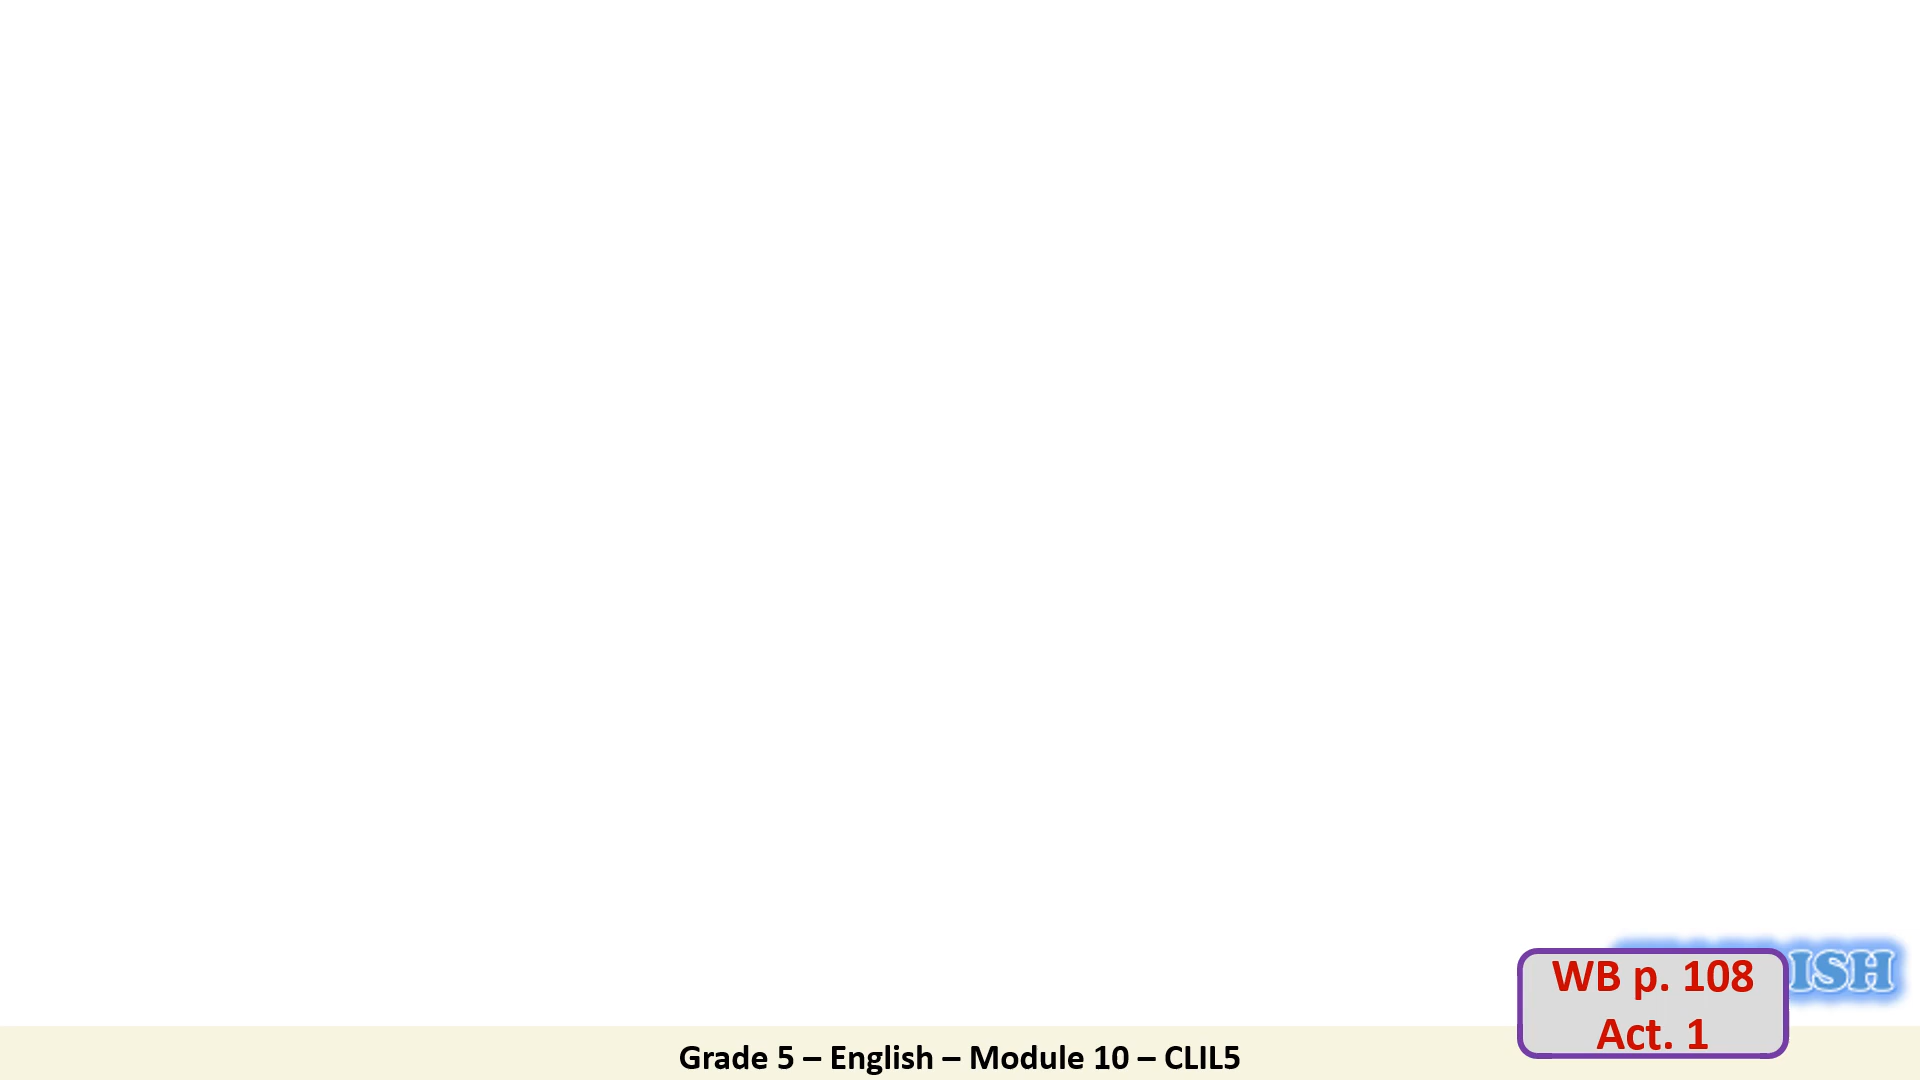 WB p. 108
Act. 1
ISH
Grade 5 – English – Module 10 – CLIL5